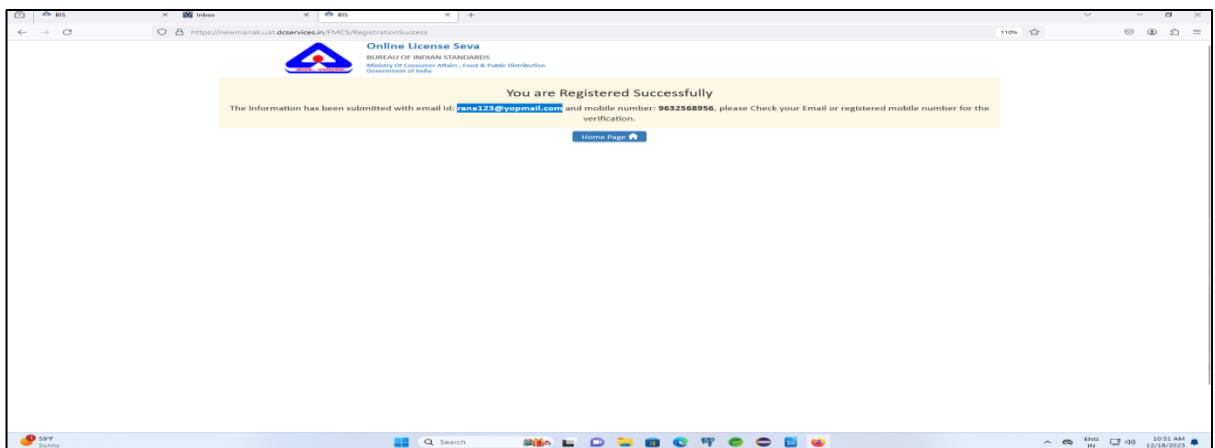 BIS
Inbox
BIS
https://newmanak.uat.dcservices.in/FMCS/RegistrationSuccess
110%
Online License Seva
BUREAU OF INDIAN STANDARDS
Ministry Of Consumer Affairs , Food & Public Distribution
Government of India
You are Registered Successfully
The Information has been submitted with email Id: rana123@yopmail.com and mobile number: 9632568956, please Check your Email or registered mobile number for the
verification.
Home Page
53°F
Sunny
Search
ENG
IN
10:51 AM
12/18/2023